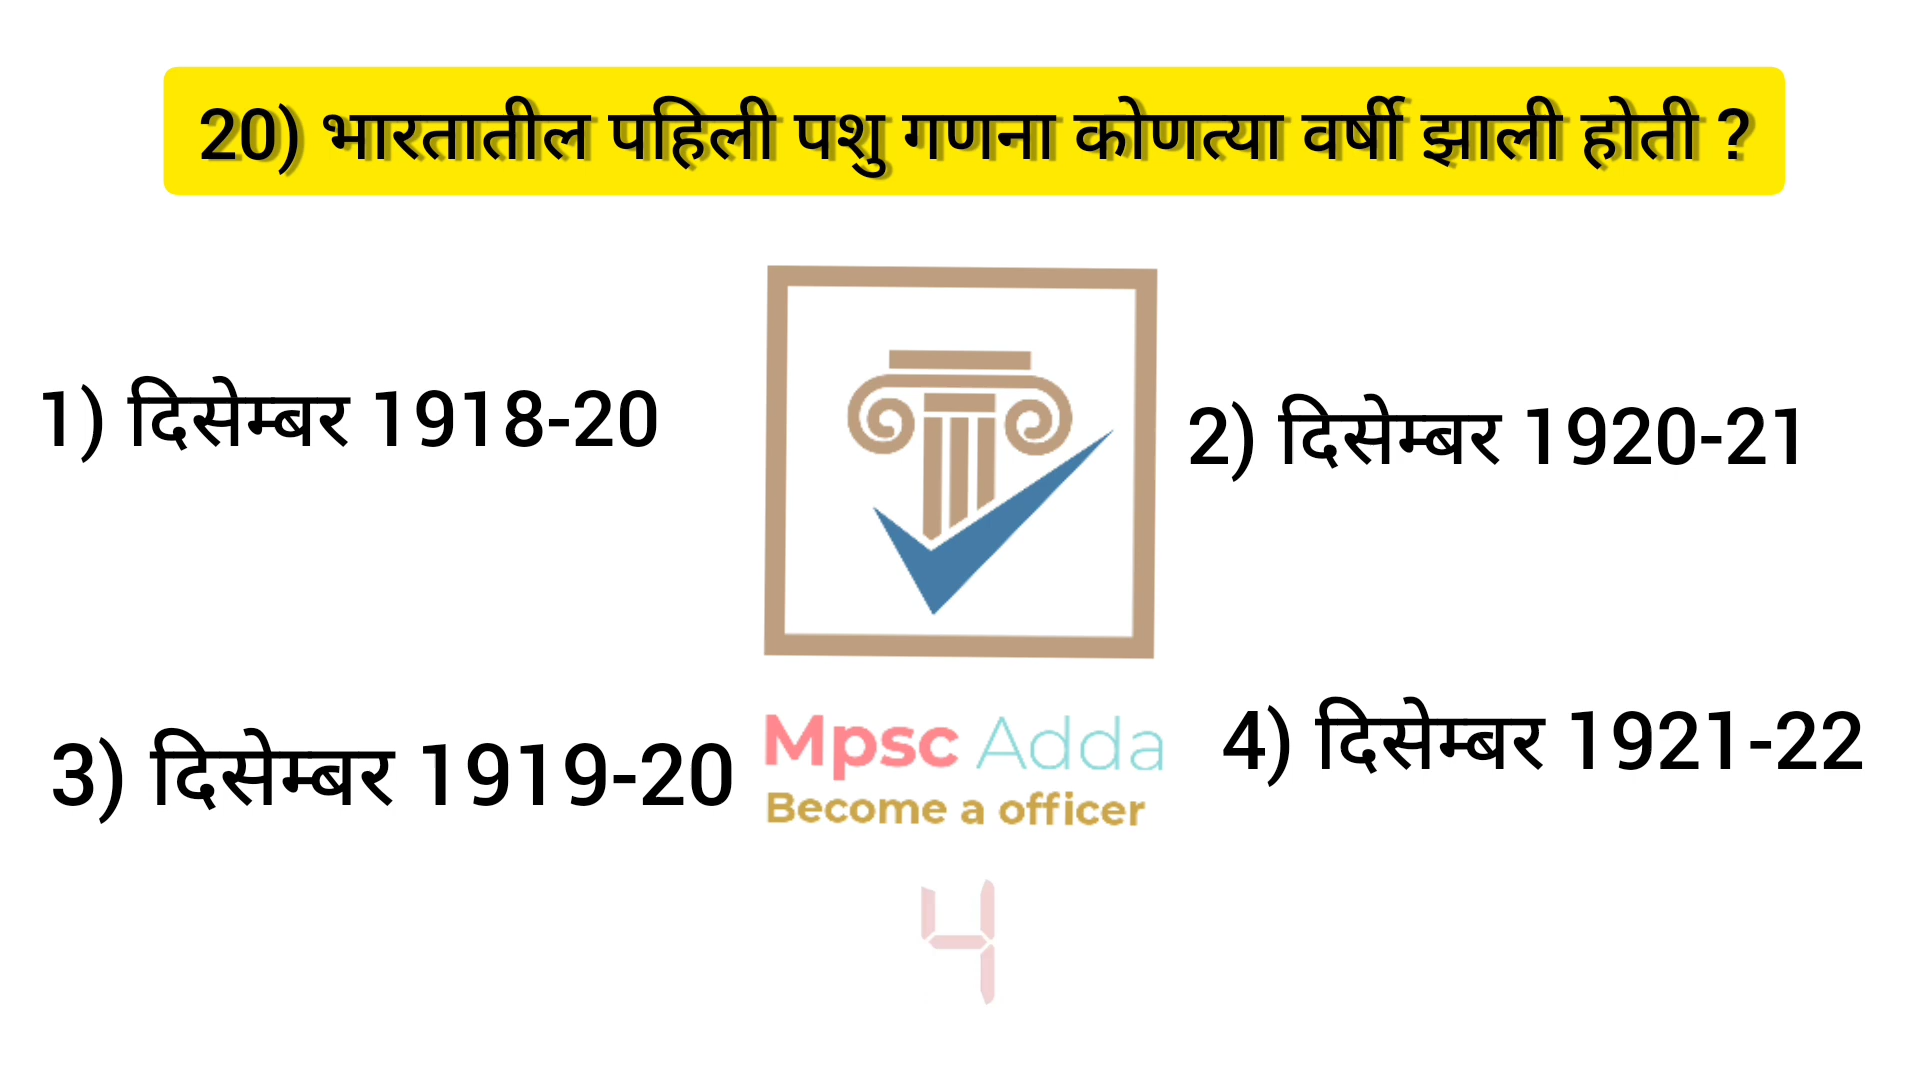 20) भारतातील पहिली पशु गणना कोणत्या वर्षी झाली होती ?
1) दिसेम्बर 1918-20
2) दिसेम्बर 1920-21
3) दिसेम्बर 1919-20
4) दिसेम्बर 1921-22
Mpsc Adda
Become a officer
4